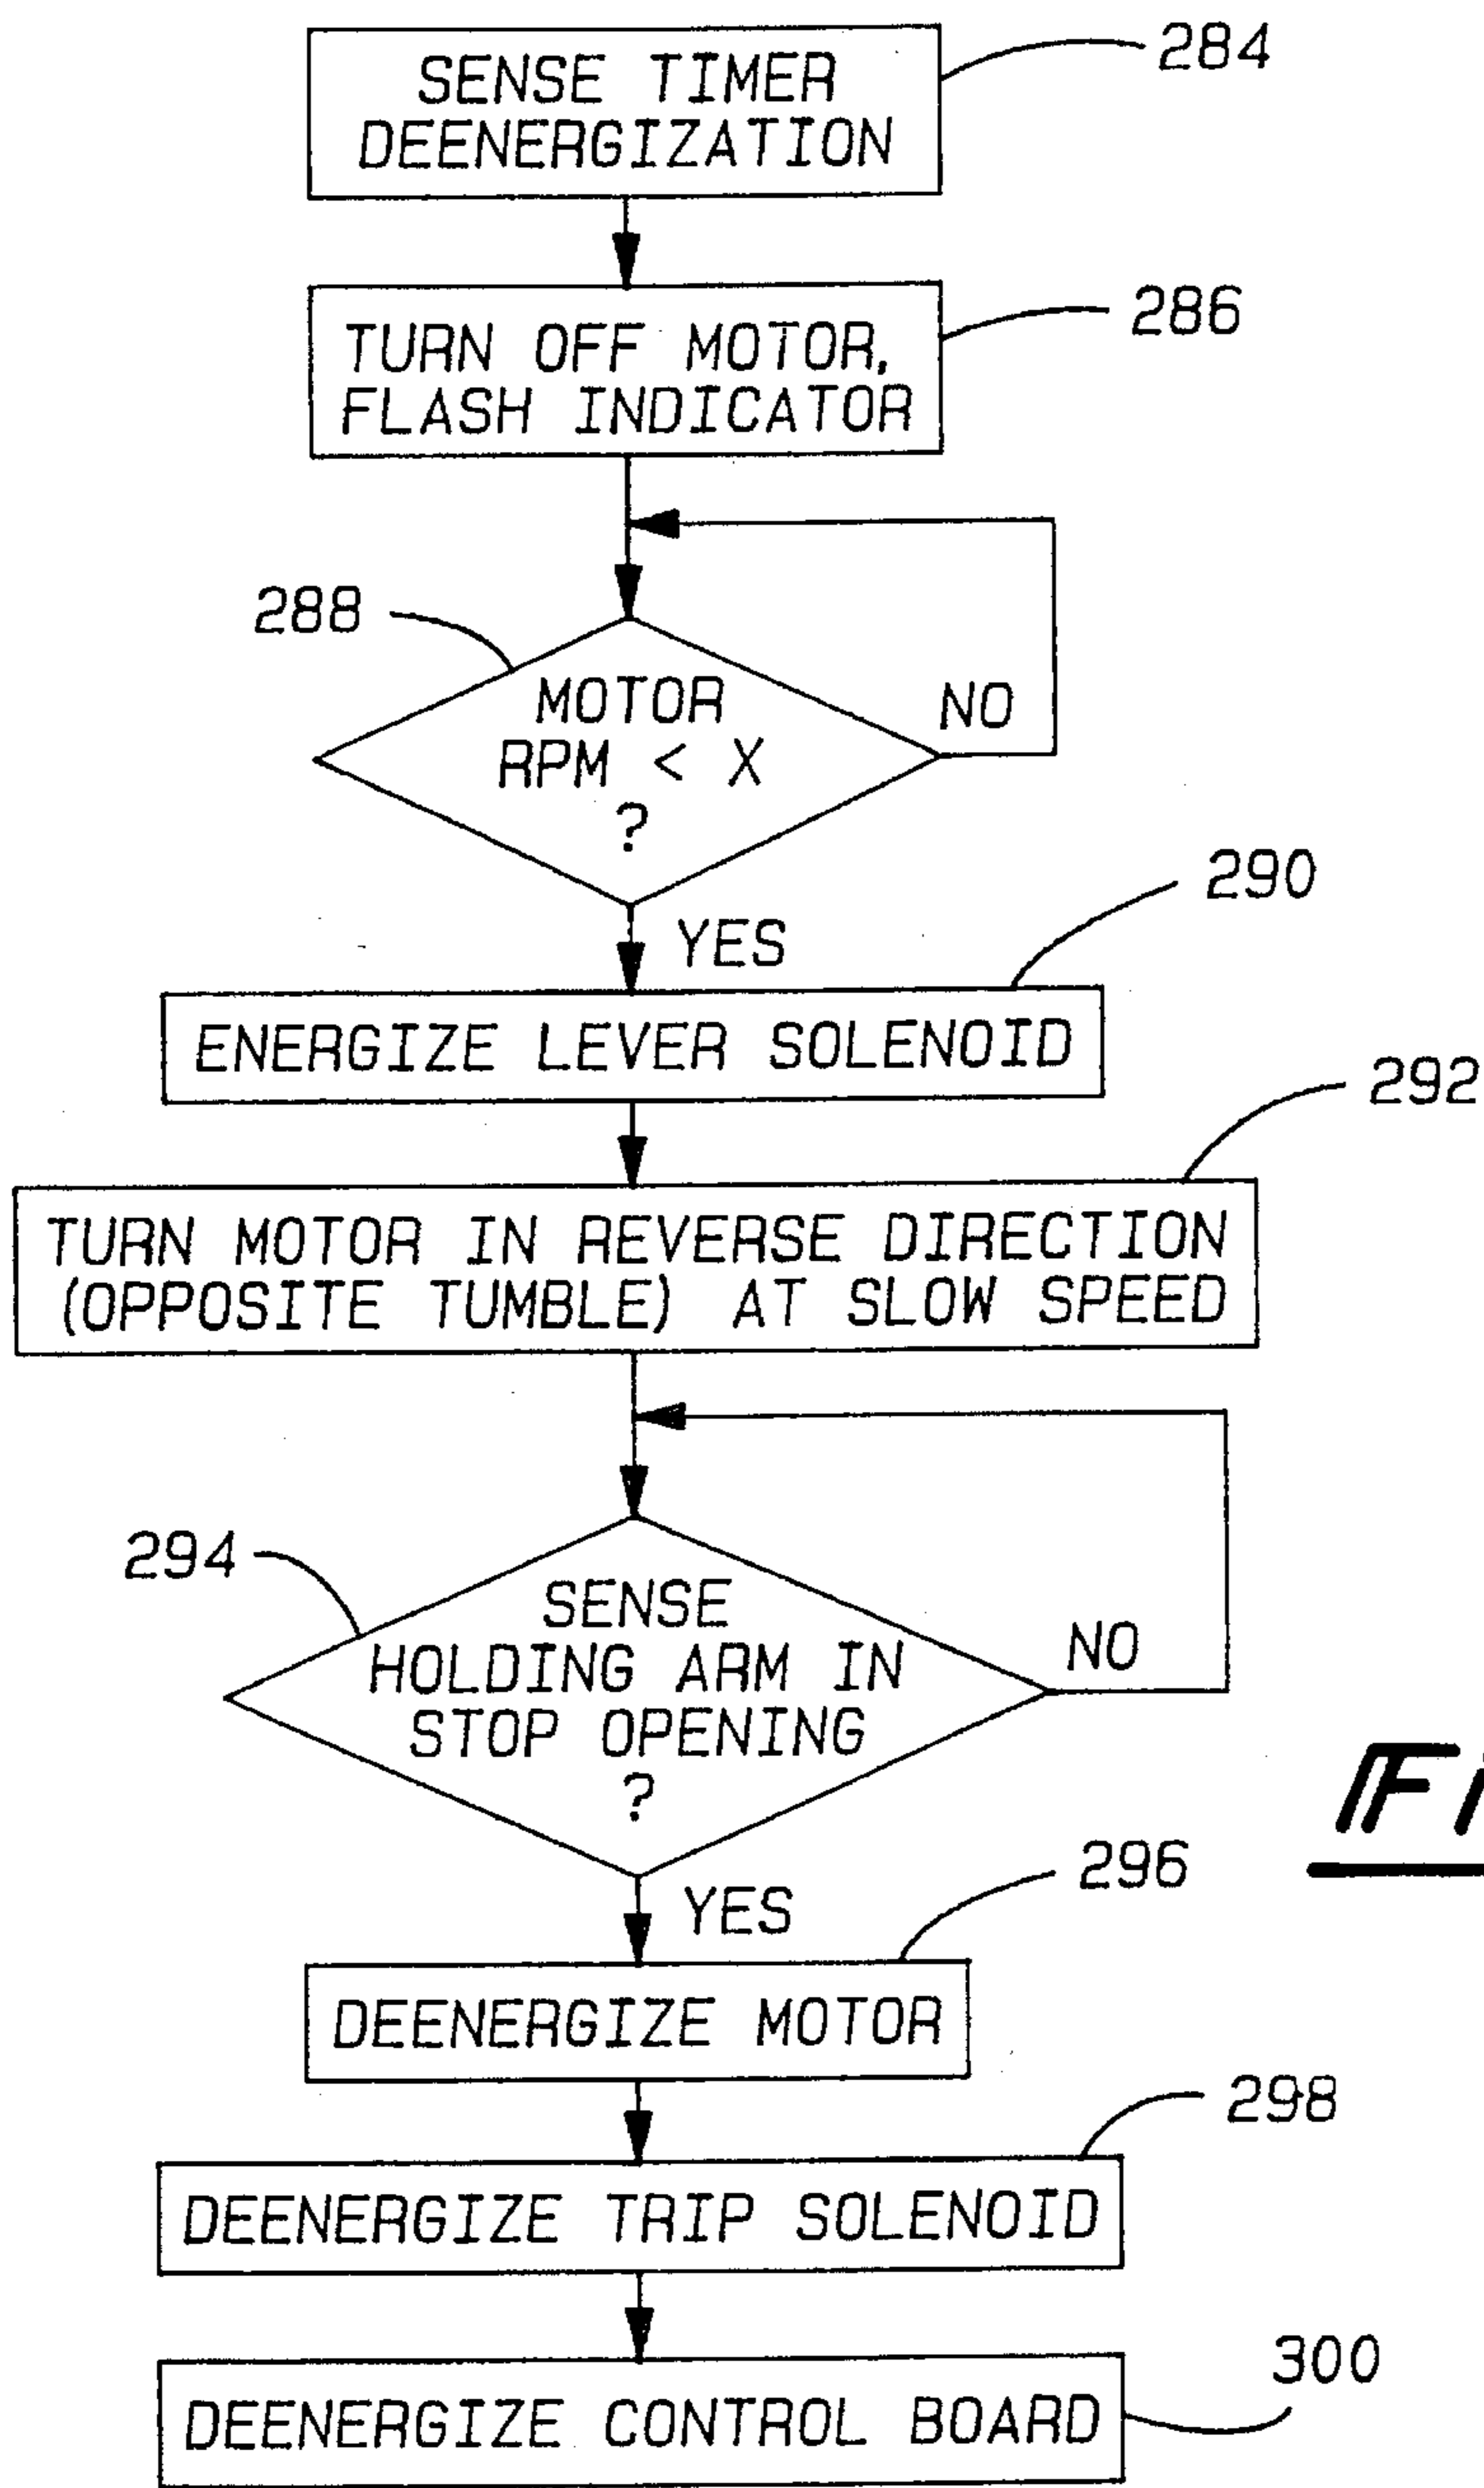 SENSE TIMER
DEENERGIZATION
284
TURN OFF MOTOR,
FLASH INDICATOR
286
288
MOTOR
RPM < X
?
NO
YES
290
ENERGIZE LEVER SOLENOID
292
TURN MOTOR IN REVERSE DIRECTION
(OPPOSITE TUMBLE) AT SLOW SPEED
294
SENSE
HOLDING ARM IN
STOP OPENING
?
NO
YES
296
DEENERGIZE MOTOR
298
DEENERGIZE TRIP SOLENOID
300
DEENERGIZE CONTROL BOARD